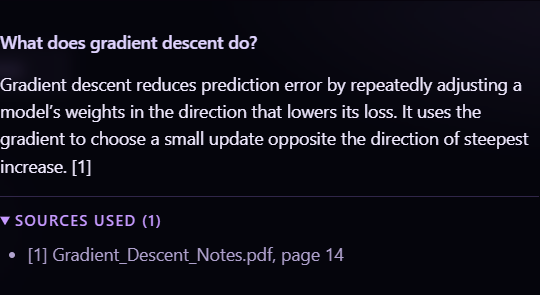 What does gradient descent do?
Gradient descent reduces prediction error by repeatedly adjusting a
model’s weights in the direction that lowers its loss. It uses the
gradient to choose a small update opposite the direction of steepest
increase. [1]
▼ SOURCES USED (1)
• [1] Gradient_Descent_Notes.pdf, page 14